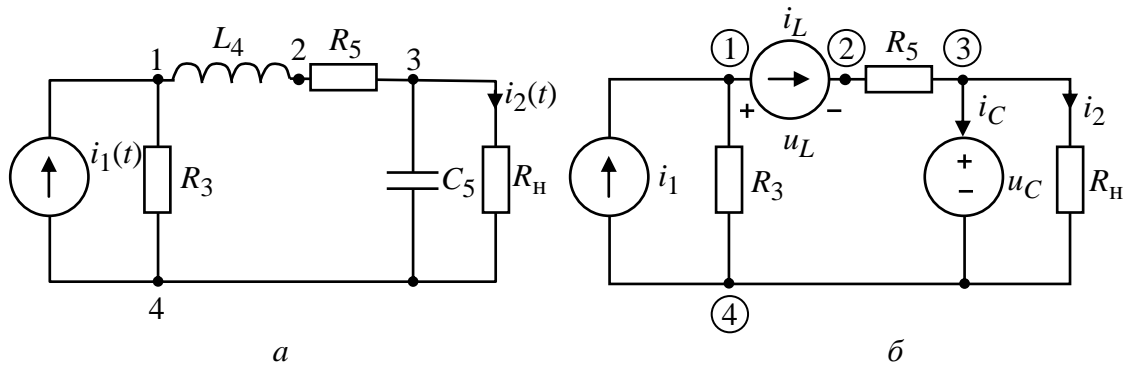 1
L4
2
R5
3
i1(t)
R3
C5
i2(t)
Rн
4
а
1
iL
2
R5
3
+
−
uL
iC
i2
i1
R3
+
−
uC
Rн
4
б